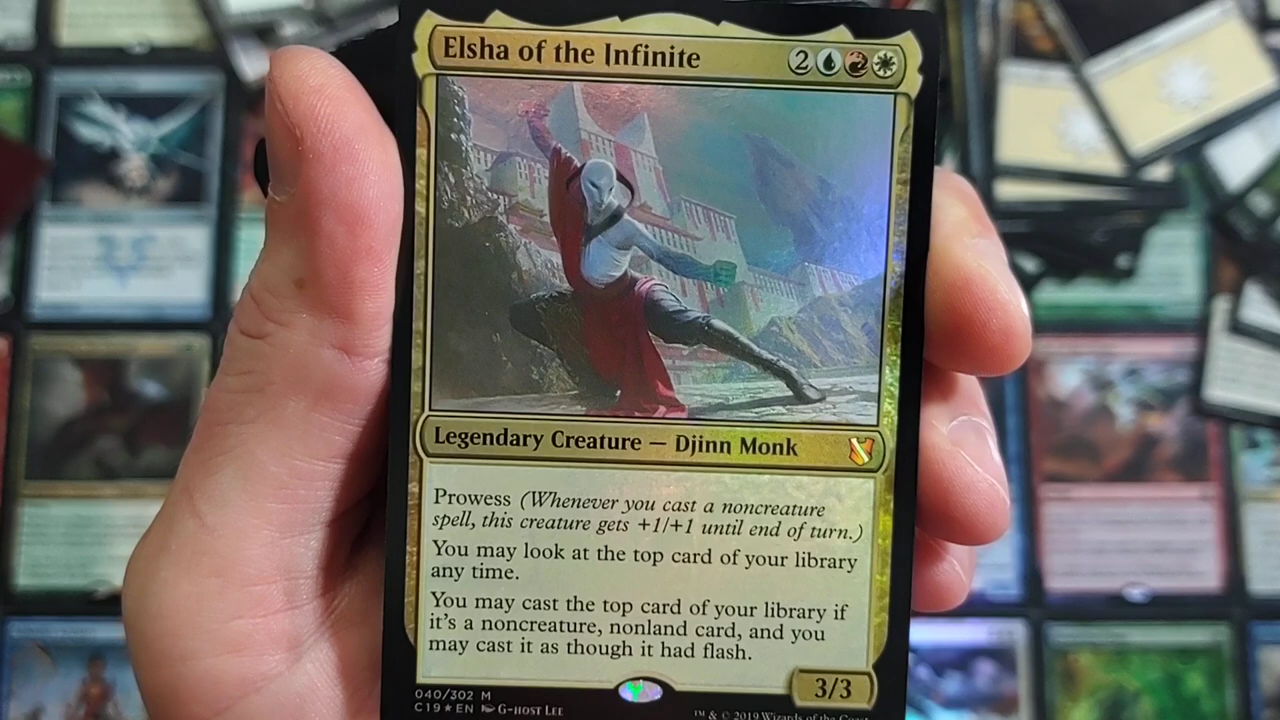 Elsha of the Infinite 2
Legendary Creature — Djinn Monk
Prowess (Whenever you cast a noncreature
spell, this creature gets +1/+1 until end of turn.)
You may look at the top card of your library
any time.
You may cast the top card of your library if
it's a noncreature, nonland card, and you
may cast it as though it had flash.
3/3
040/302 M
C19★EN G-HOST LEE
™ & © 2019 Wizards of the Coast